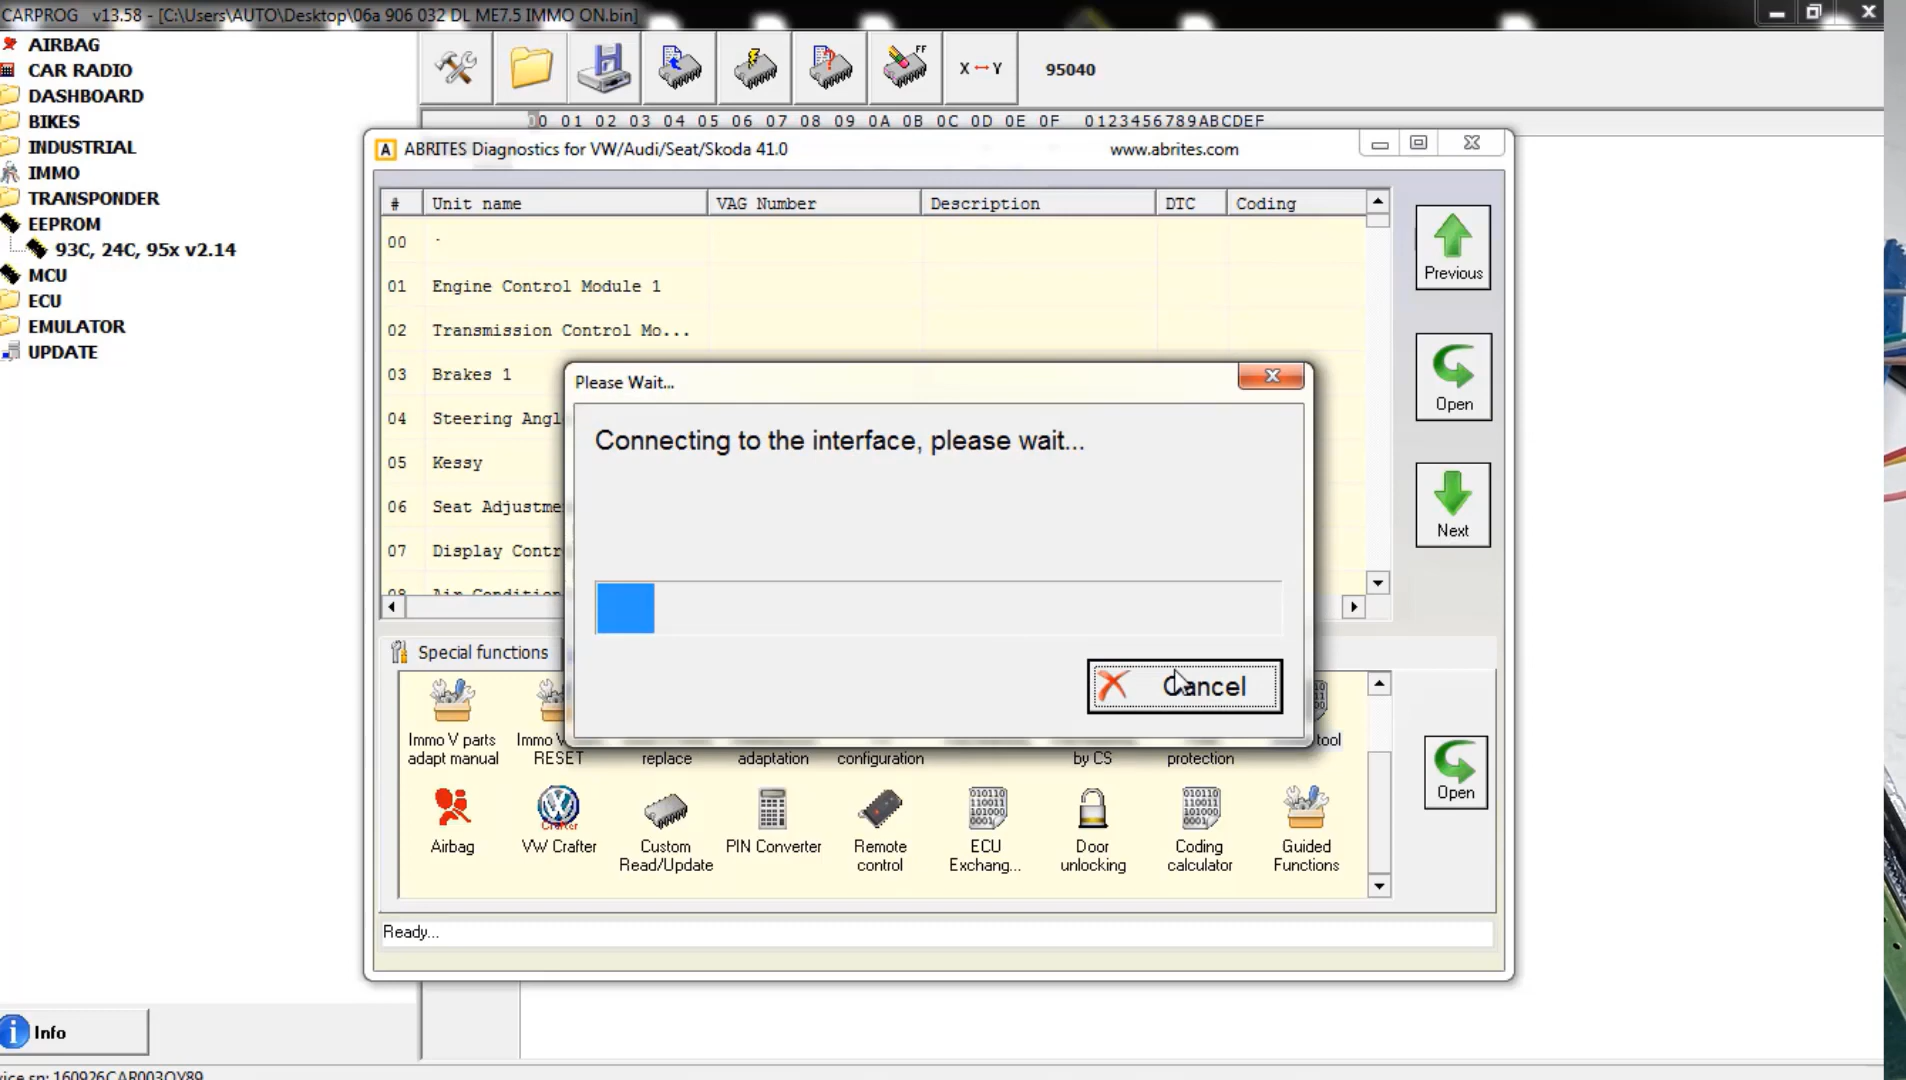 CARPROG v13.58 - [C:\Users\AUTO\Desktop\06a 906 032 DL ME7.5 IMMO ON.bin]
AIRBAG
CAR RADIO
DASHBOARD
BIKES
INDUSTRIAL
IMMO
TRANSPONDER
EEPROM
93C, 24C, 95x v2.14
MCU
ECU
EMULATOR
UPDATE
FF
X Y
95040
00 01 02 03 04 05 06 07 08 09 0A 0B 0C 0D 0E 0F 0123456789ABCDEF
ABRITES Diagnostics for VW/Audi/Seat/Skoda 41.0
www.abrites.com
# Unit name VAG Number Description DTC Coding
00 -
01 Engine Control Module 1
02 Transmission Control Mo...
03 Brakes 1
04 Steering Angl
05 Kessy
06 Seat Adjustme
07 Display Contr
08 Air Condition
Previous
Open
Next
Please Wait...
Connecting to the interface, please wait...
Cancel
Special functions
Immo V parts
adapt manual
Immo V
RESET
replace
adaptation
configuration
by CS
protection
tool
Airbag
VW Crafter
Custom
Read/Update
PIN Converter
Remote
control
ECU
Exchang...
Door
unlocking
Coding
calculator
Guided
Functions
Open
Ready...
Info
vice sn: 160926CAR003QY89